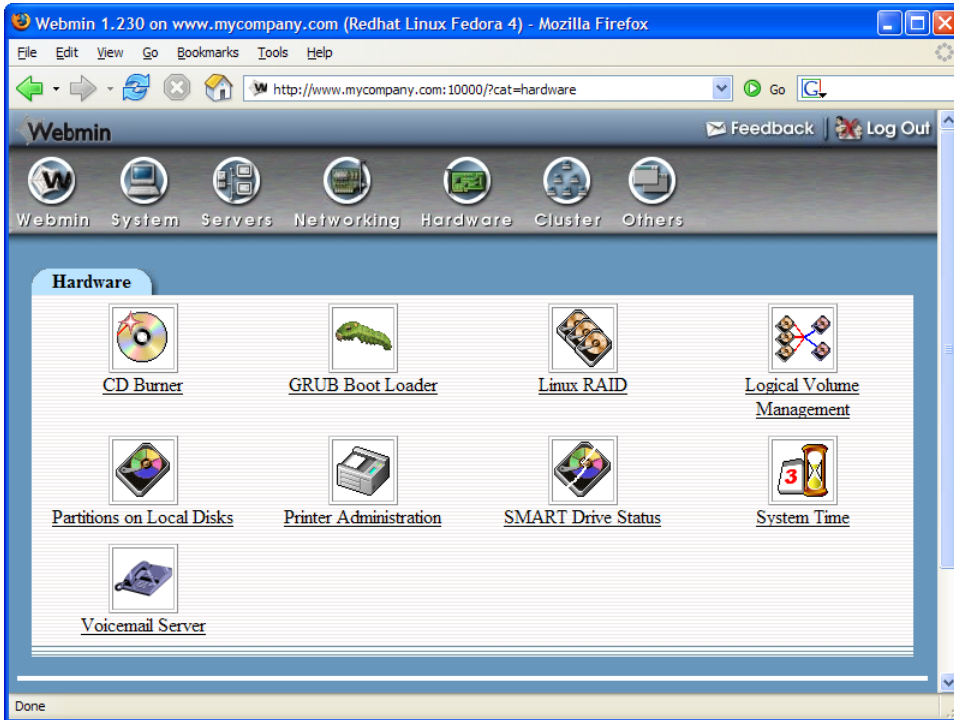 Webmin 1.230 on www.mycompany.com (Redhat Linux Fedora 4) - Mozilla Firefox
File Edit View Go Bookmarks Tools Help
W http://www.mycompany.com:10000/?cat=hardware Go G
Webmin Feedback Log Out
W
Webmin System Servers Networking Hardware Cluster Others
Hardware
CD Burner GRUB Boot Loader Linux RAID Logical Volume
Management
3
Partitions on Local Disks Printer Administration SMART Drive Status System Time
Voicemail Server
Done